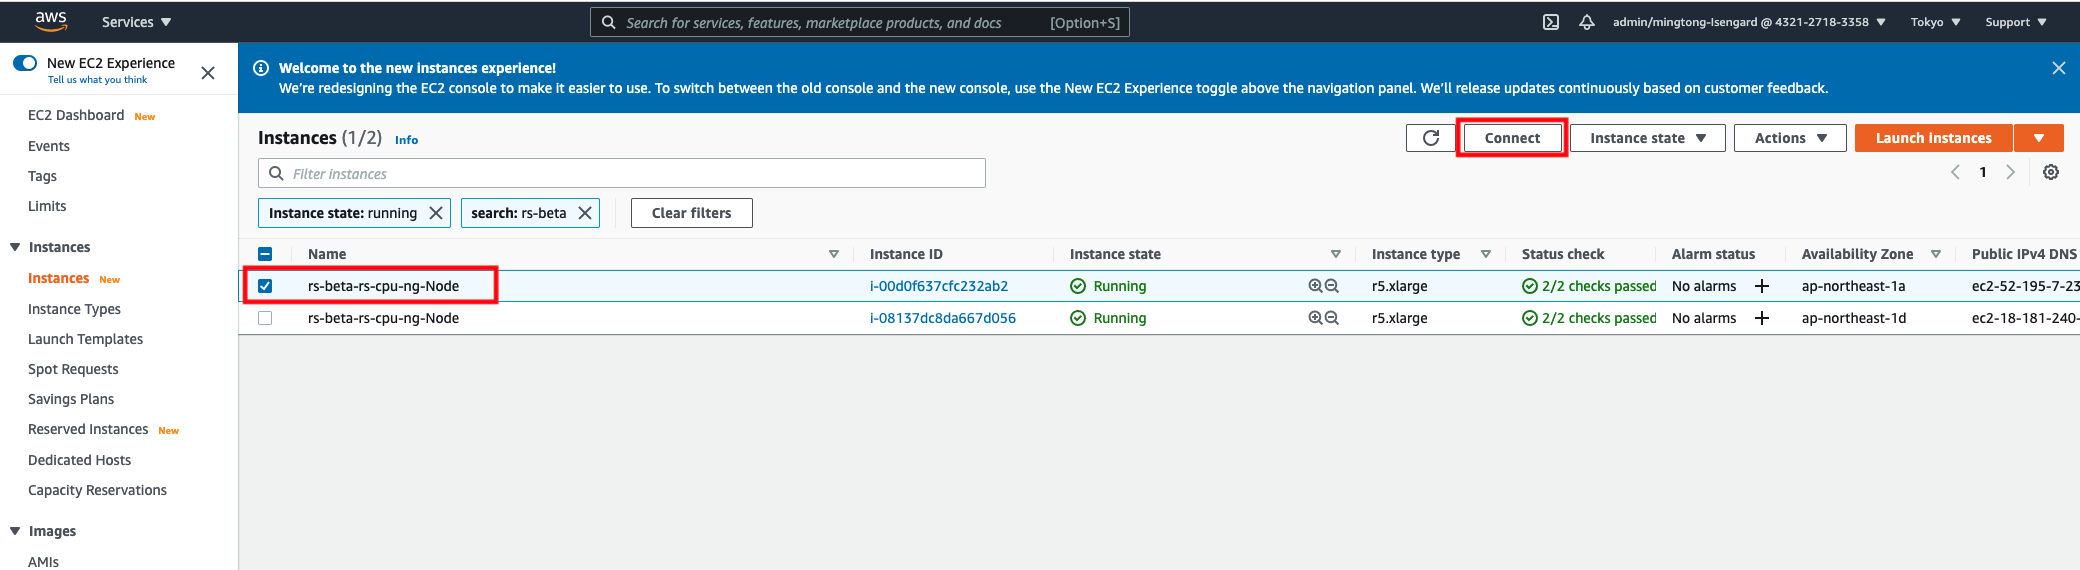 aws Services Search for services, features, marketplace products, and docs [Option+S] admin/mingtong-Isengard @ 4321-2718-3358 Tokyo Support
New EC2 Experience
Tell us what you think
EC2 Dashboard New
Events
Tags
Limits
Instances
Instances New
Instance Types
Launch Templates
Spot Requests
Savings Plans
Reserved Instances New
Dedicated Hosts
Capacity Reservations
Images
AMIs
Welcome to the new instances experience!
We're redesigning the EC2 console to make it easier to use. To switch between the old console and the new console, use the New EC2 Experience toggle above the navigation panel. We'll release updates continuously based on customer feedback.
Instances (1/2) Info Connect Instance state Actions Launch instances
Filter instances 1
Instance state: running search: rs-beta Clear filters
Name Instance ID Instance state Instance type Status check Alarm status Availability Zone Public IPv4 DNS
rs-beta-rs-cpu-ng-Node i-00d0f637cfc232ab2 Running r5.xlarge 2/2 checks passed No alarms ap-northeast-1a ec2-52-195-7-23
rs-beta-rs-cpu-ng-Node i-08137dc8da667d056 Running r5.xlarge 2/2 checks passed No alarms ap-northeast-1d ec2-18-181-240-